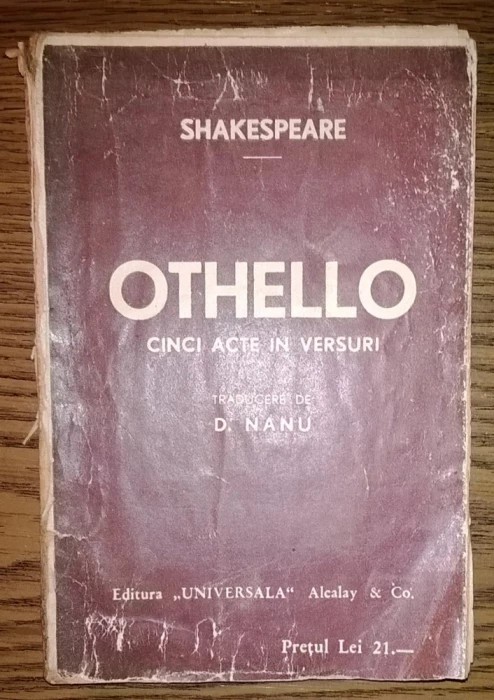 SHAKESPEARE
OTHELLO
CINCI ACTE IN VERSURI
TRADUCERE DE
D. NANU
Editura „UNIVERSALA“ Alcalay & Co.
Prețul Lei 21.—